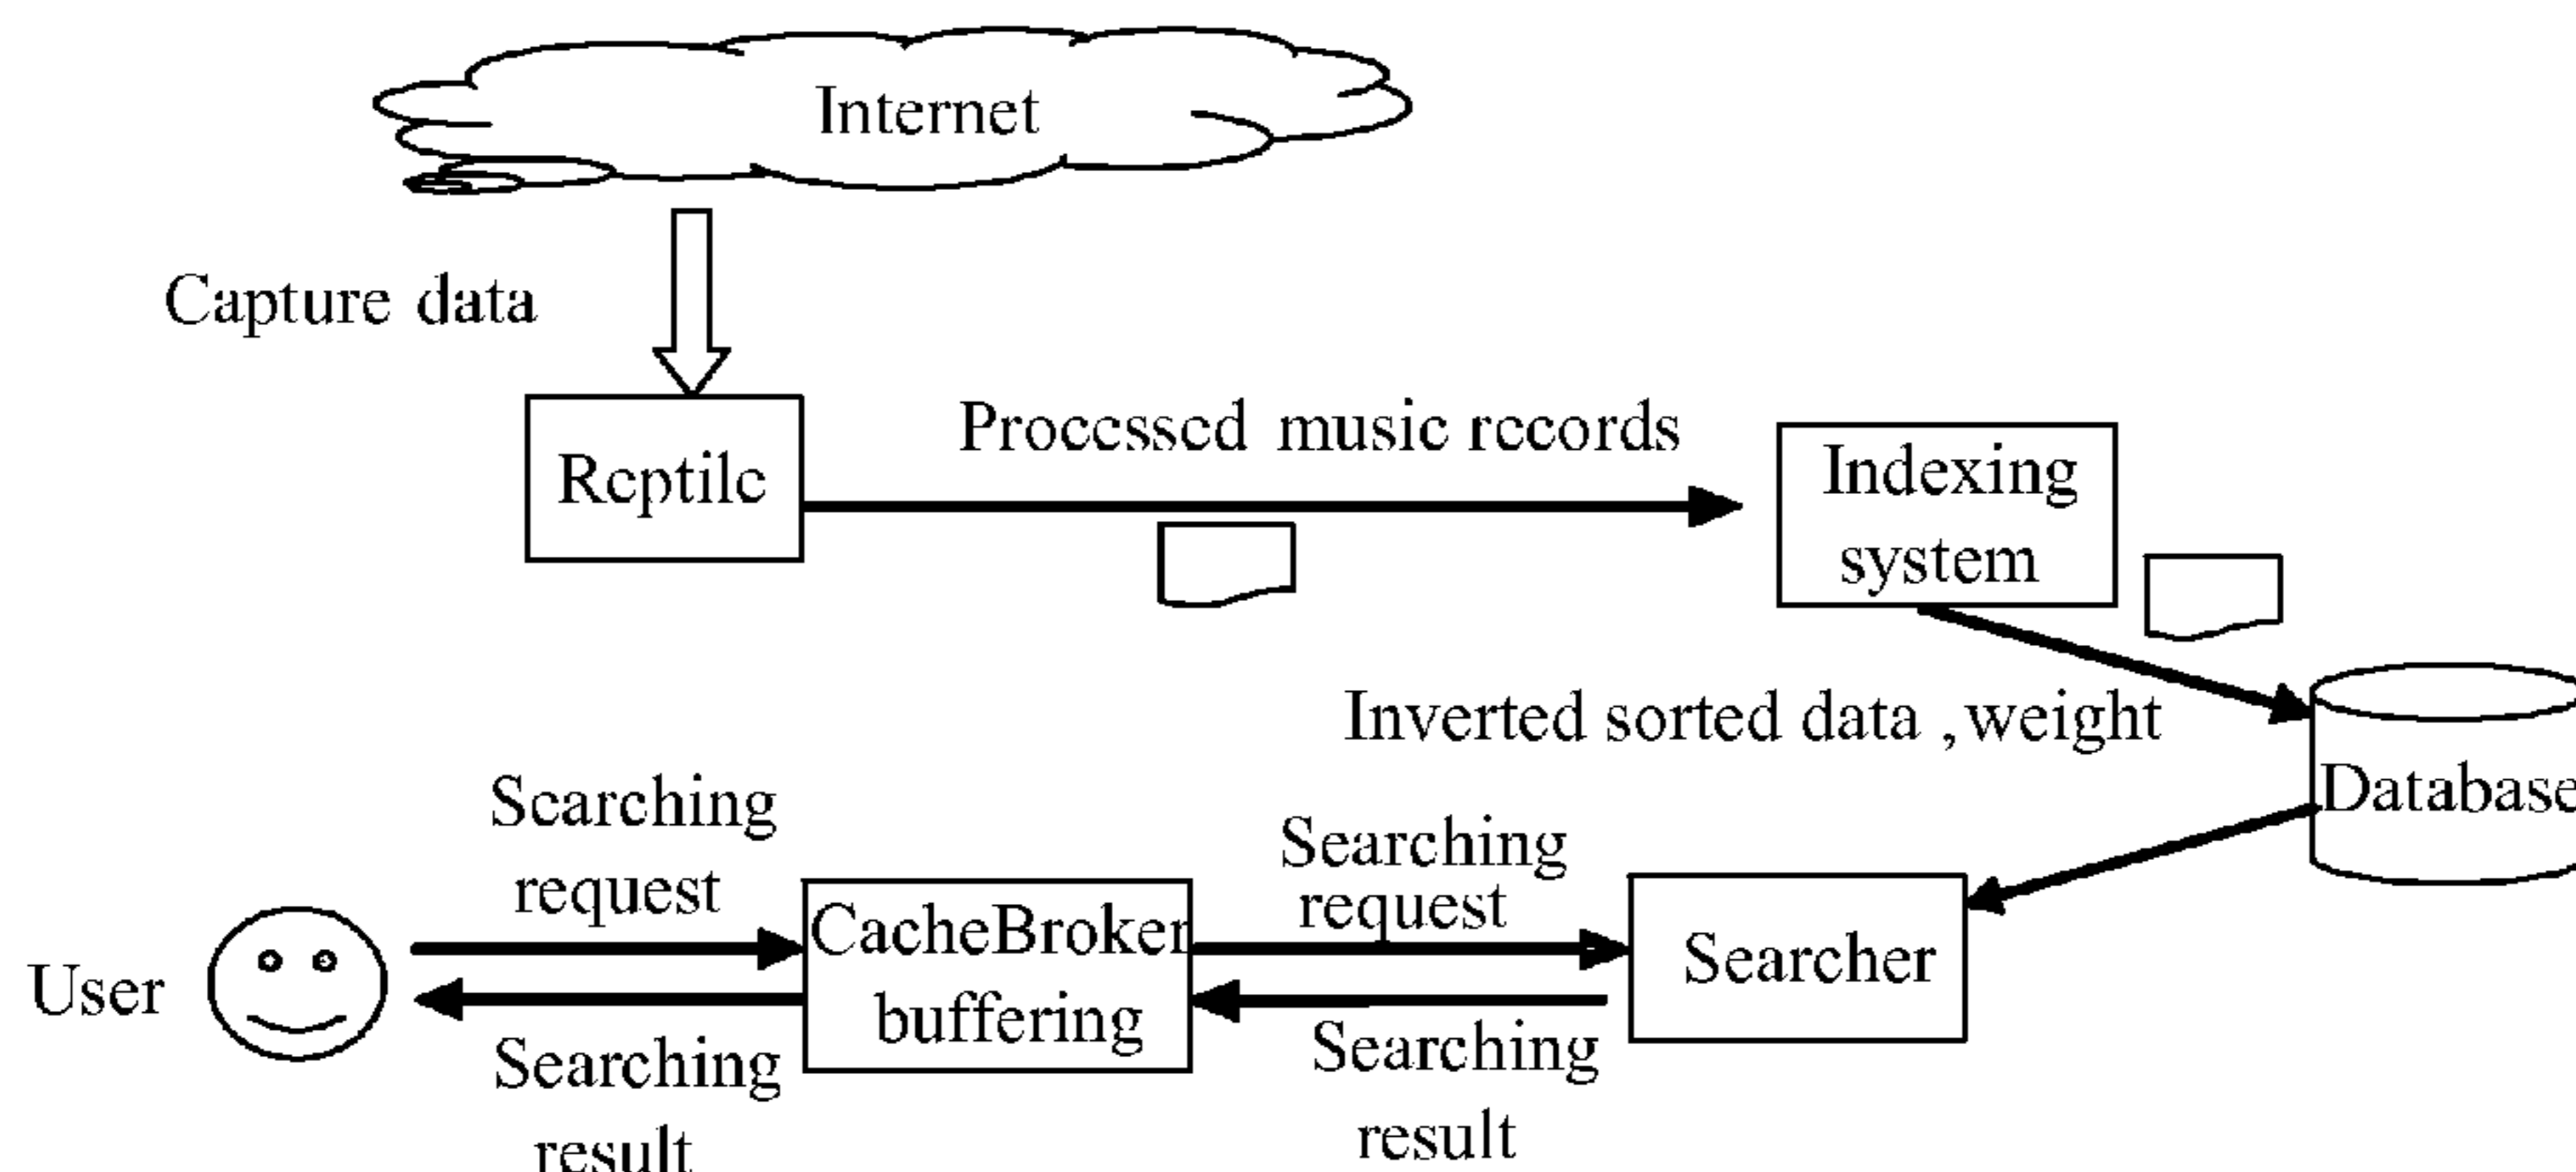 Internet
Capture data
Processed music records
Reptile
Indexing
system
Inverted sorted data ,weight
Database
Searching
request
Searching
request
User
CacheBroker
buffering
Searcher
Searching
result
Searching
result